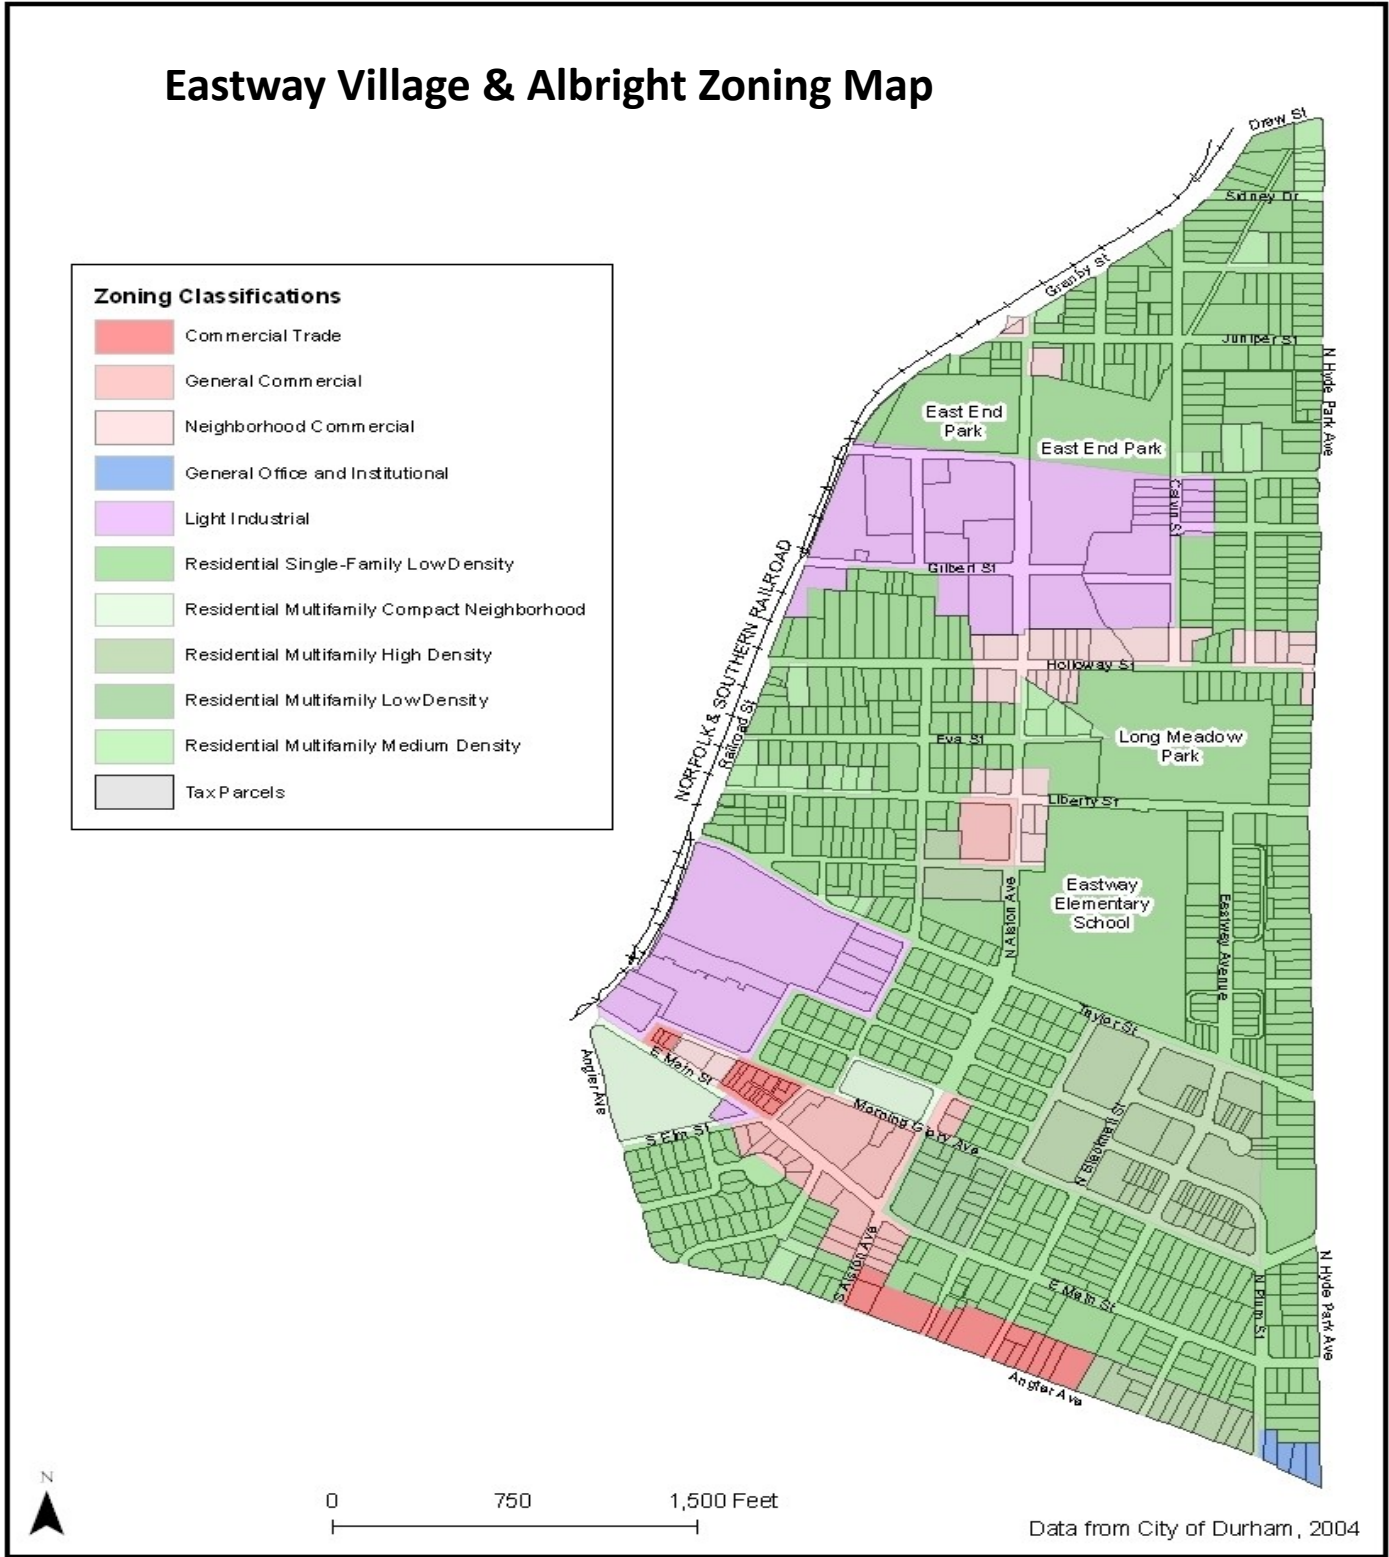 Eastway Village & Albright Zoning Map
Drew St
Sidney Dr
Granby St
Zoning Classifications
Commercial Trade
Juniper St
N Hyde Park Ave
General Commercial
East End
Park
Neighborhood Commercial
East End Park
General Office and Institutional
Calvin St
Light Industrial
NORFOLK & SOUTHERN RAILROAD
Residential Single-Family Low Density
Gilbert St
Residential Multifamily Compact Neighborhood
Residential Multifamily High Density
Holloway St
Residential Multifamily Low Density
Railroad St
Eva St
Long Meadow
Park
Residential Multifamily Medium Density
Tax Parcels
Liberty St
N Alston Ave
Eastway
Elementary
School
Eastway Avenue
Taylor St
E Main St
Angier Ave
Morning Glory Ave
S Elm St
N Blacknall St
S Alston Ave
E Main St
N Plum St
N Hyde Park Ave
Angier Ave
N
0 750 1,500 Feet
Data from City of Durham, 2004